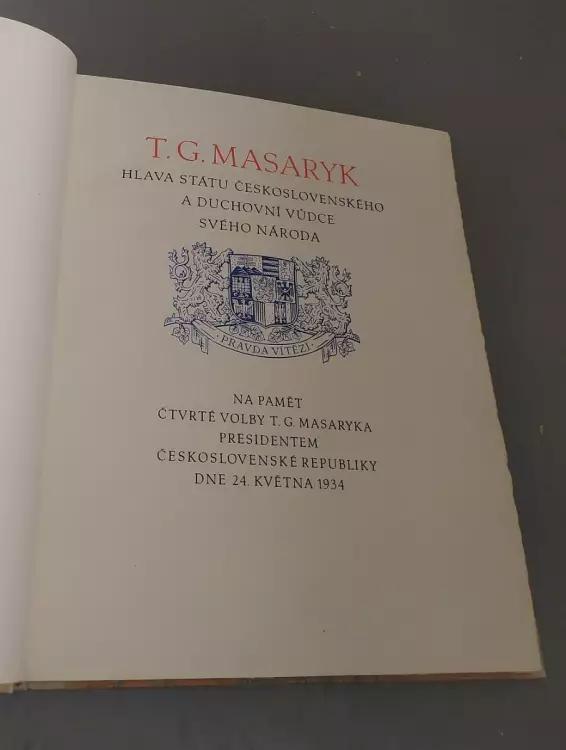 T. G. MASARYK
HLAVA STÁTU ČESKOSLOVENSKÉHO
A DUCHOVNÍ VŮDCE
SVÉHO NÁRODA
· PRAVDA VÍTĚZÍ ·
NA PAMĚT
ČTVRTÉ VOLBY T. G. MASARYKA
PRESIDENTEM
ČESKOSLOVENSKÉ REPUBLIKY
DNE 24. KVĚTNA 1934